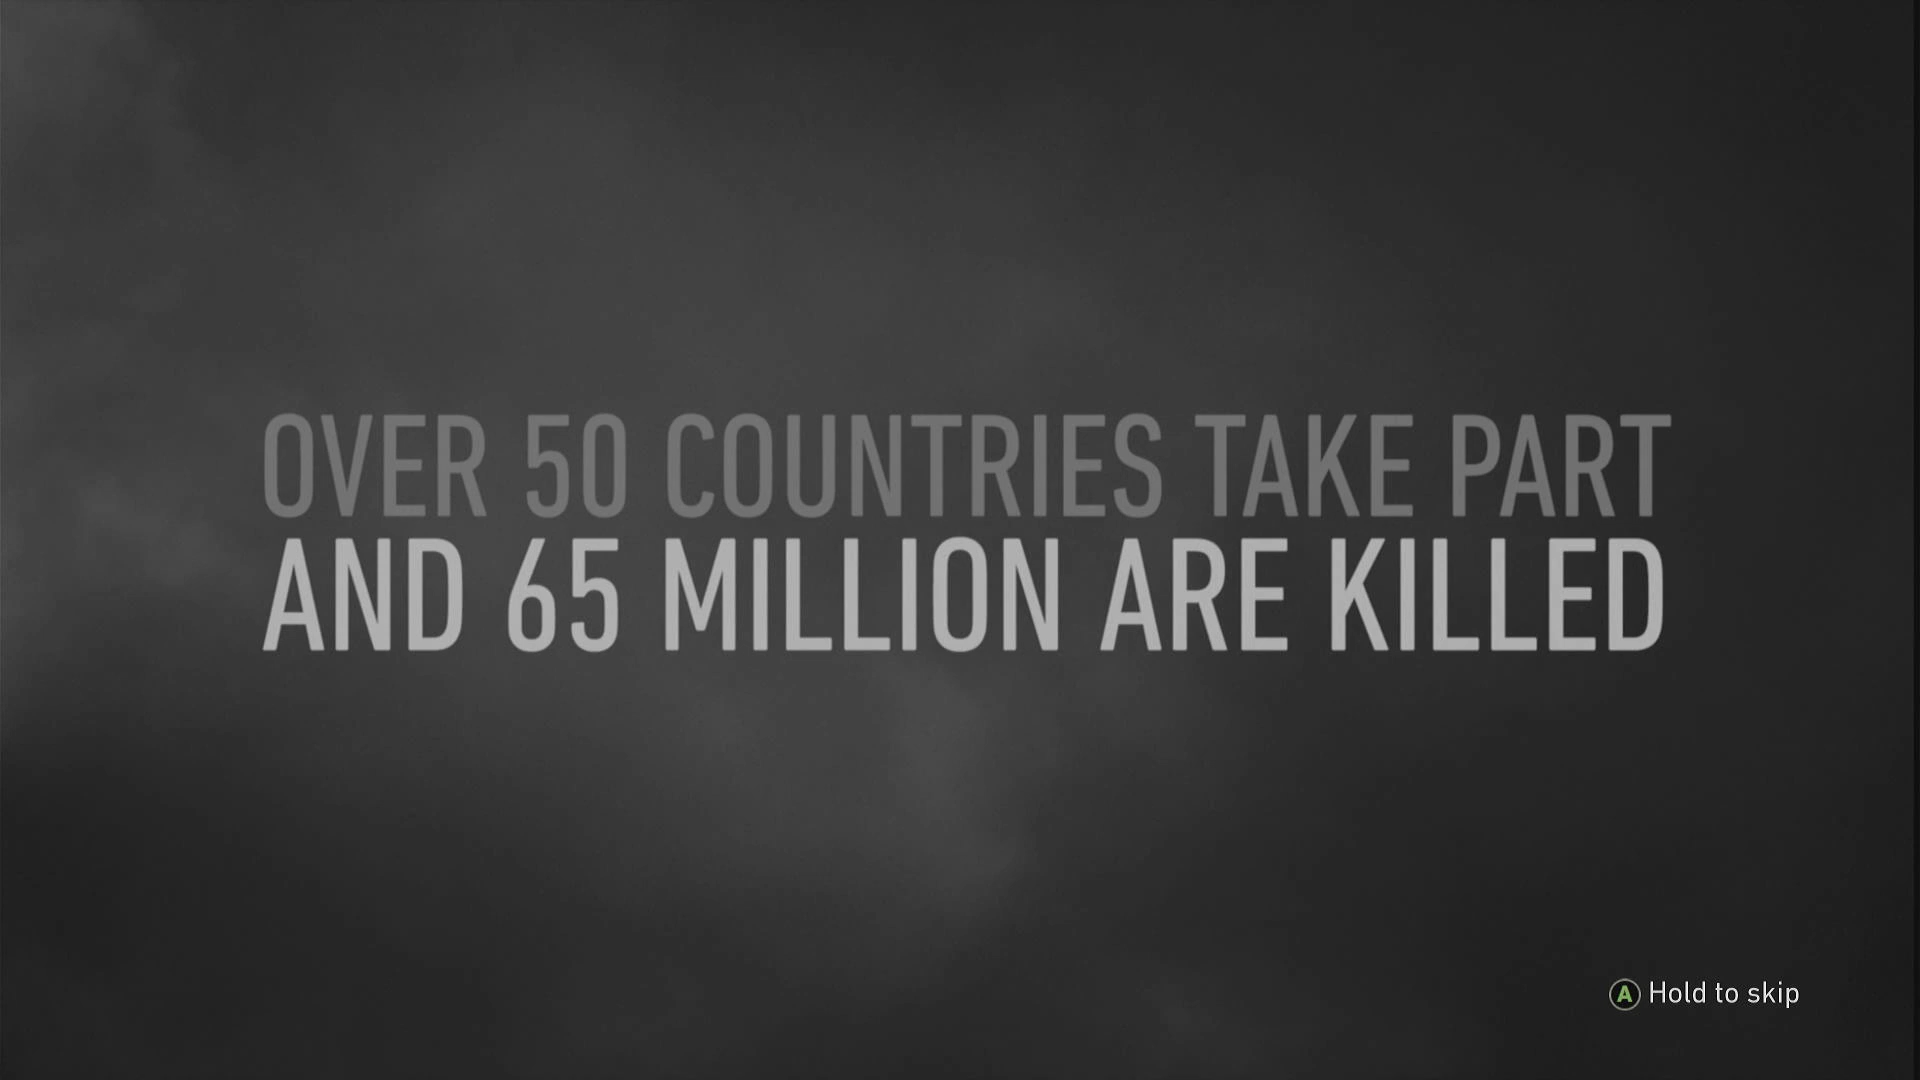 OVER 50 COUNTRIES TAKE PART
AND 65 MILLION ARE KILLED
A Hold to skip